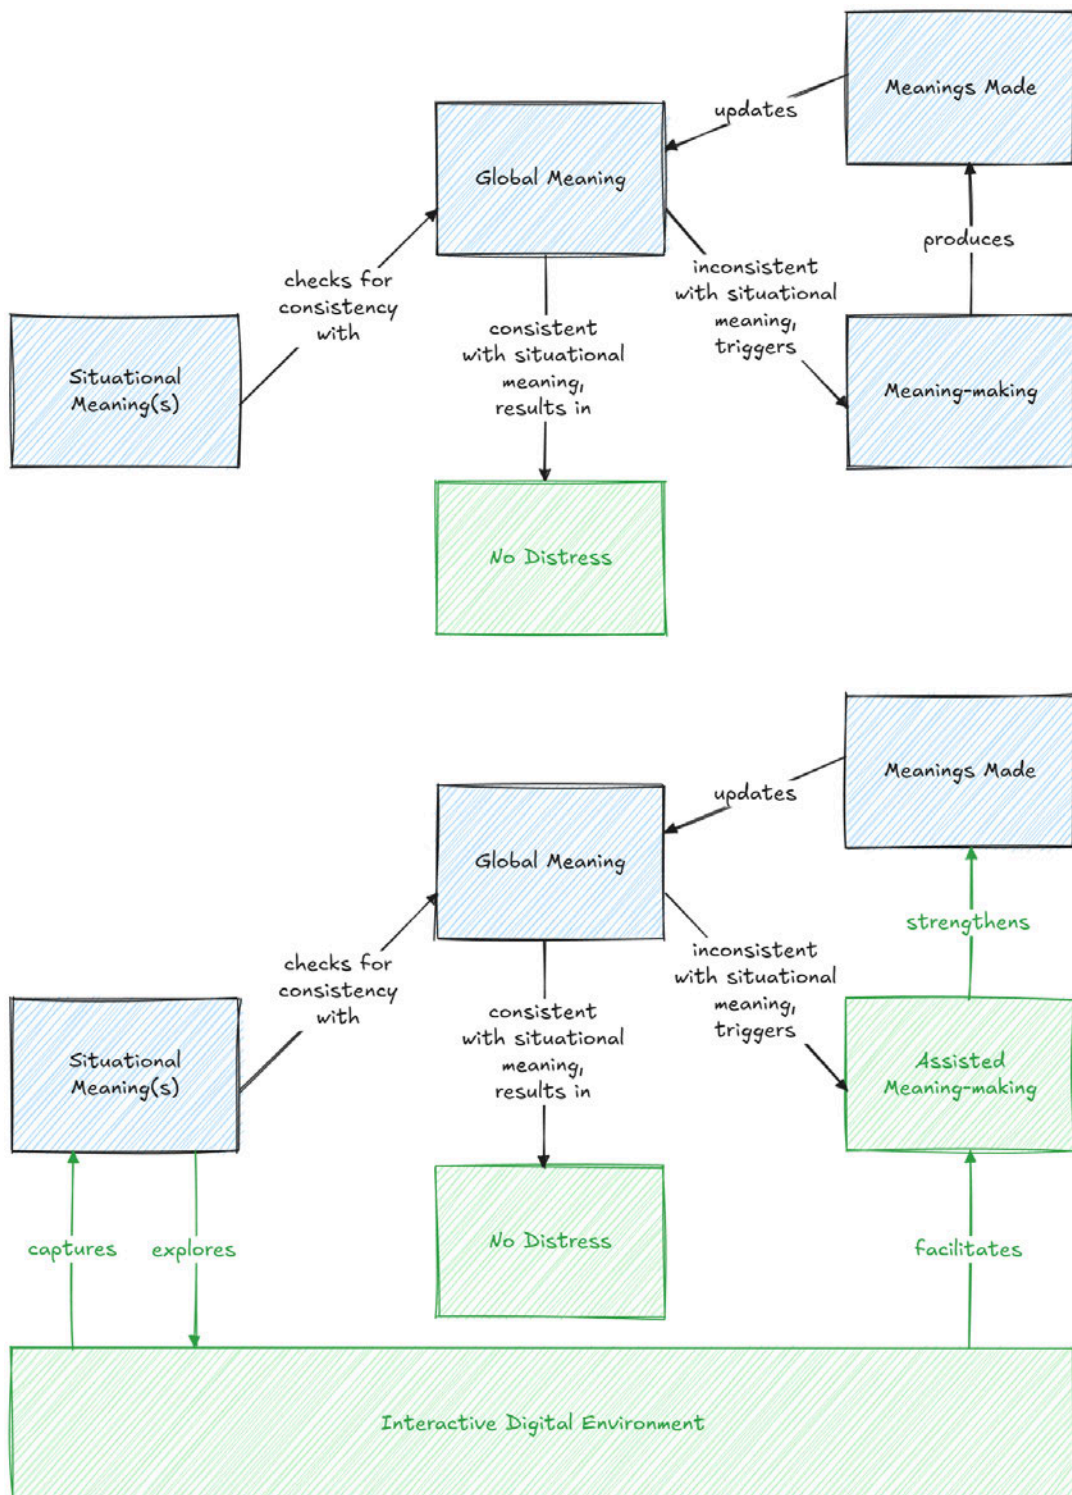 Meanings Made
updates
Global Meaning
produces
checks for
consistency
with
inconsistent
with situational
meaning,
triggers
consistent
with situational
meaning,
results in
Situational
Meaning(s)
Meaning-making
No Distress
Meanings Made
updates
Global Meaning
strengthens
checks for
consistency
with
inconsistent
with situational
meaning,
triggers
consistent
with situational
meaning,
results in
Situational
Meaning(s)
Assisted
Meaning-making
No Distress
captures
explores
facilitates
Interactive Digital Environment